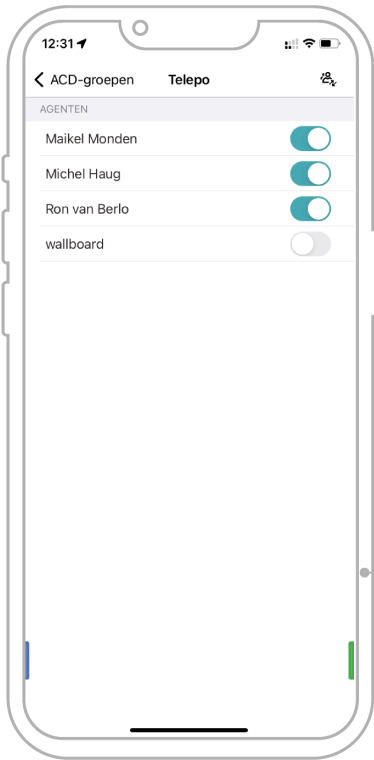 12:31
ACD-groepen Telepo
AGENTEN
Maikel Monden
Michel Haug
Ron van Berlo
wallboard